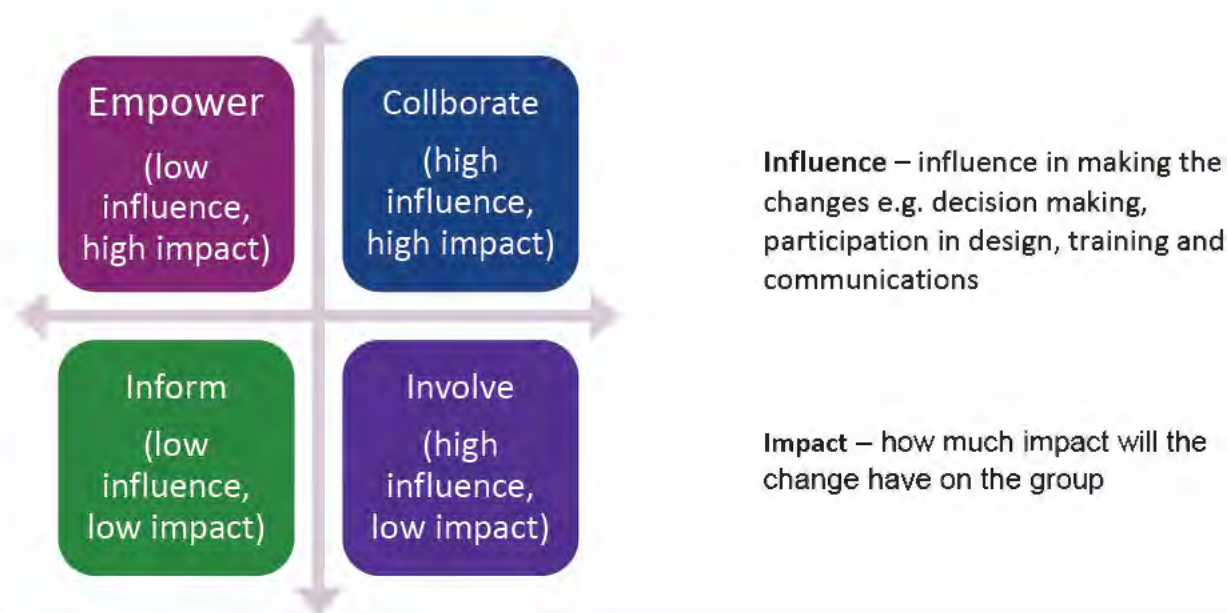 Empower
(low
influence,
high impact)
Collborate
(high
influence,
high impact)
Inform
(low
influence,
low impact)
Involve
(high
influence,
low impact)
Influence – influence in making the
changes e.g. decision making,
participation in design, training and
communications
Impact – how much impact will the
change have on the group